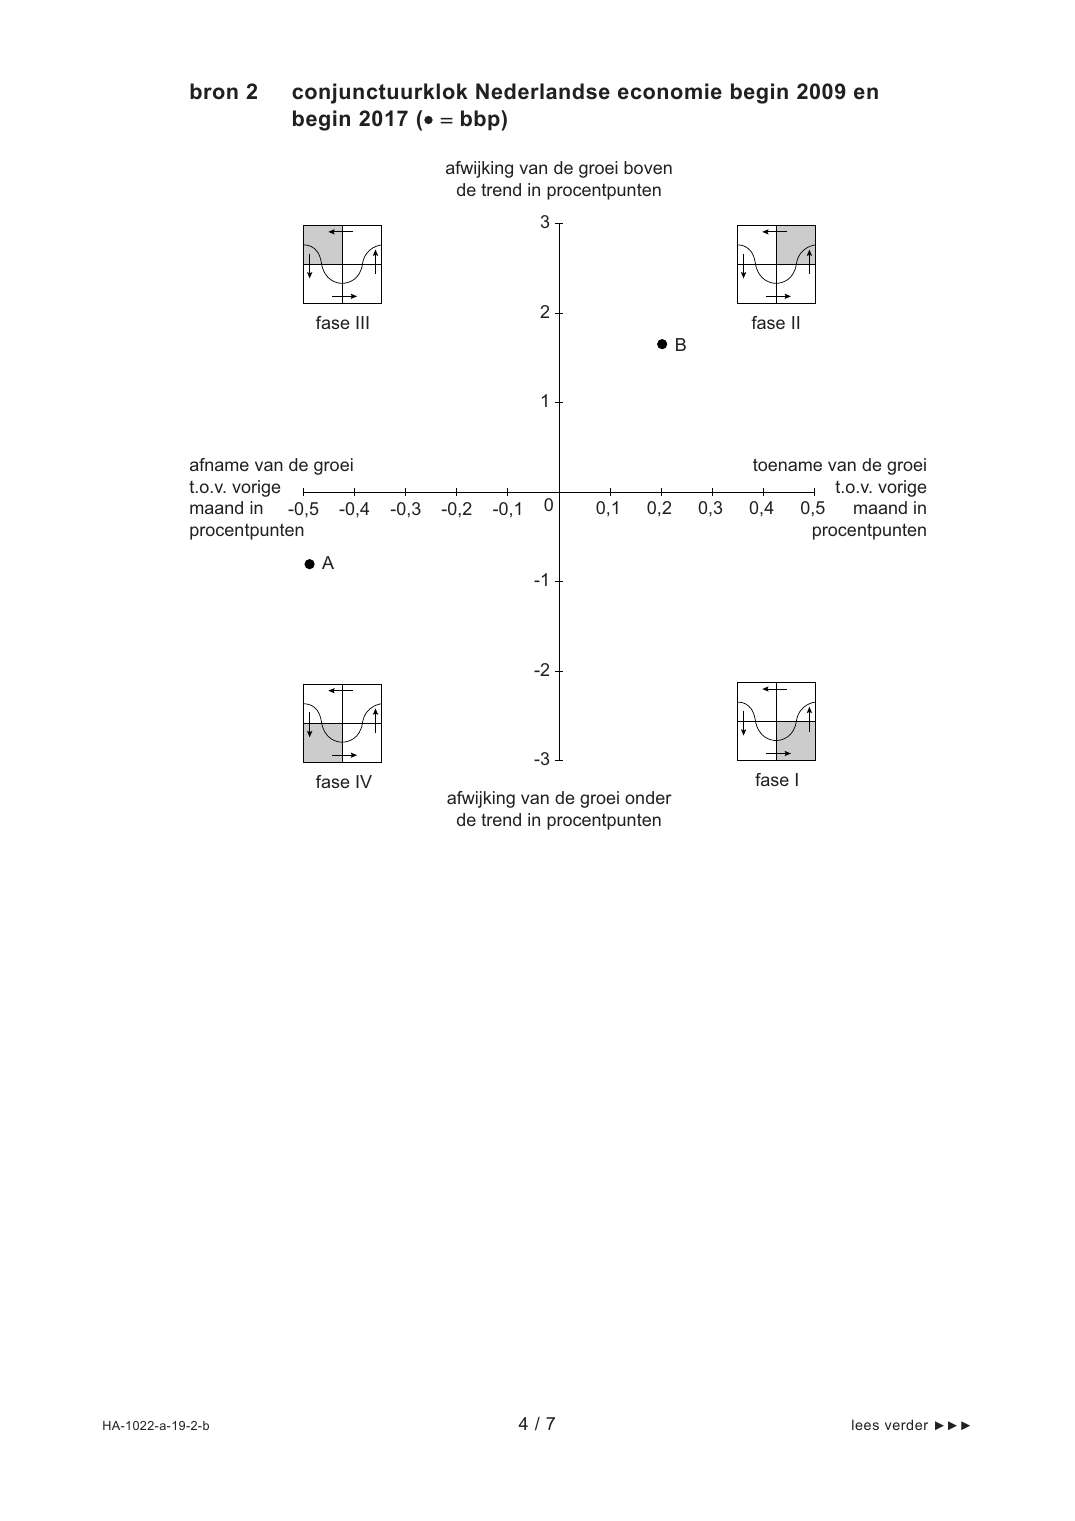 bron 2 conjunctuurklok Nederlandse economie begin 2009 en
begin 2017 (● = bbp)
afwijking van de groei boven
de trend in procentpunten
3
fase III
fase II
2
B
1
afname van de groei
t.o.v. vorige
maand in
procentpunten
toename van de groei
t.o.v. vorige
maand in
procentpunten
-0,5 -0,4 -0,3 -0,2 -0,1 0 0,1 0,2 0,3 0,4 0,5
A
-1
-2
-3
fase IV
fase I
afwijking van de groei onder
de trend in procentpunten
HA-1022-a-19-2-b 4 / 7 lees verder ►►►